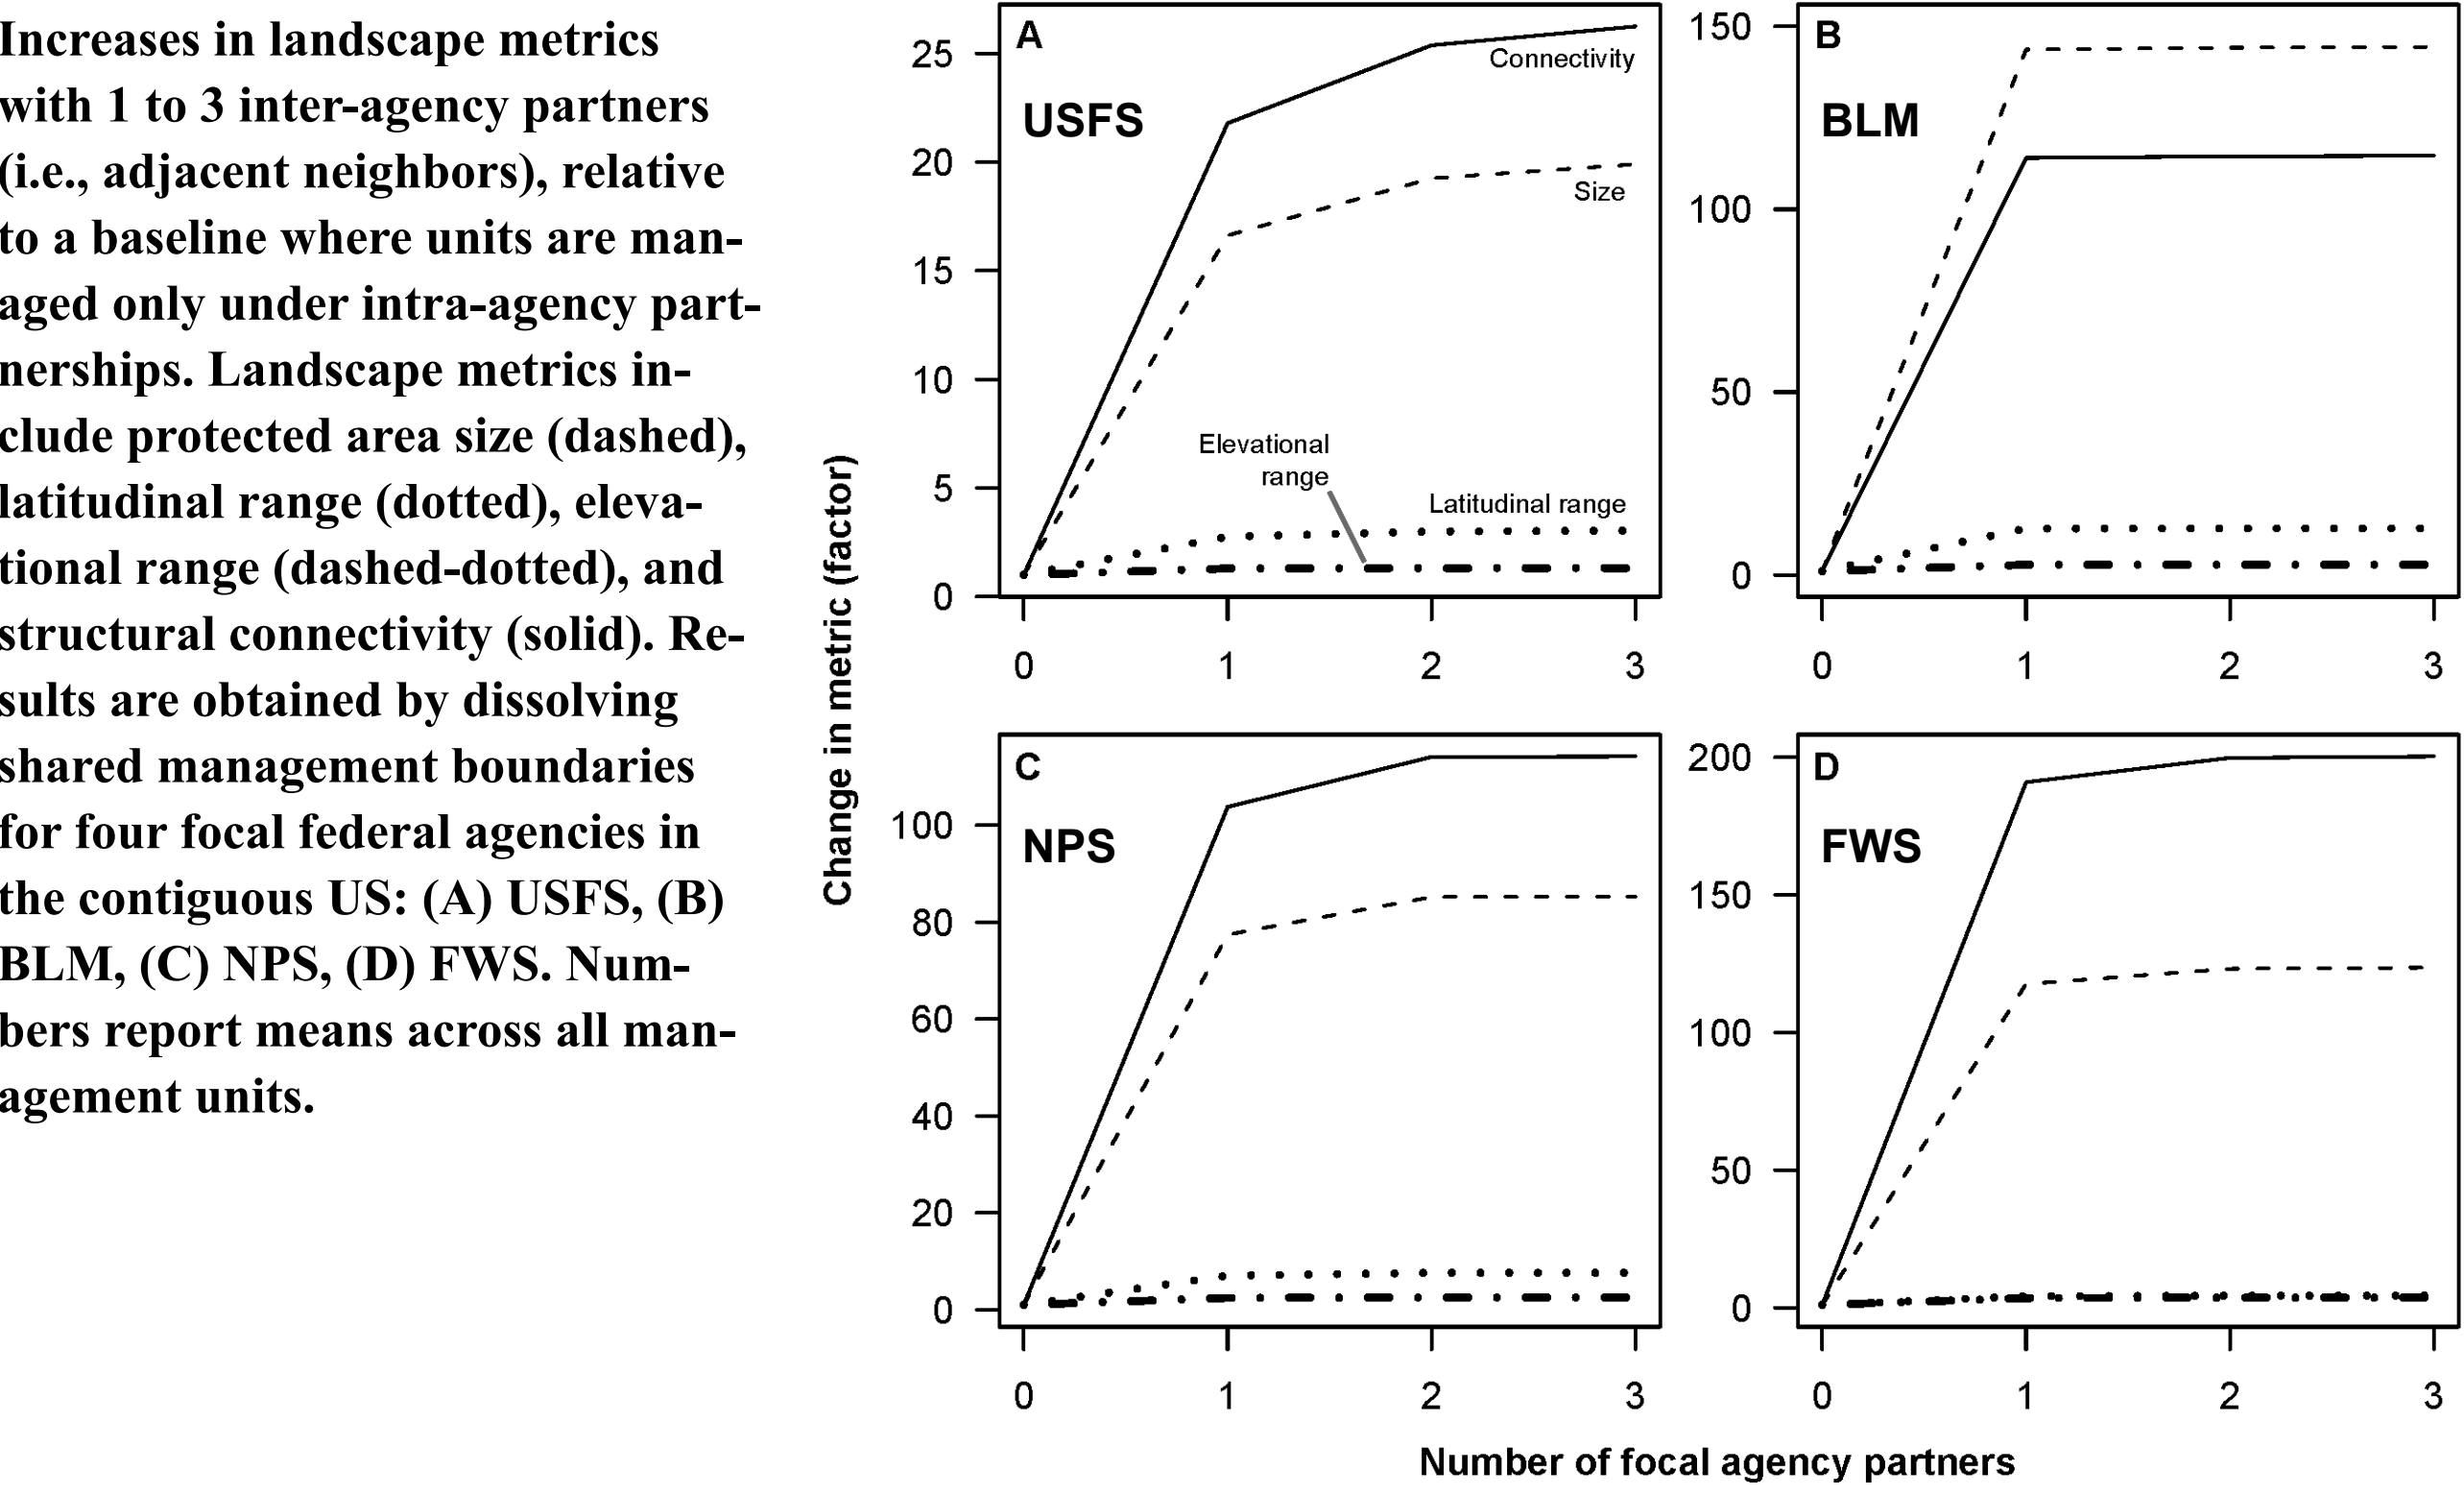 Increases in landscape metrics
with 1 to 3 inter-agency partners
(i.e., adjacent neighbors), relative
to a baseline where units are man-
aged only under intra-agency part-
nerships. Landscape metrics in-
clude protected area size (dashed),
latitudinal range (dotted), eleva-
tional range (dashed-dotted), and
structural connectivity (solid). Re-
sults are obtained by dissolving
shared management boundaries
for four focal federal agencies in
the contiguous US: (A) USFS, (B)
BLM, (C) NPS, (D) FWS. Num-
bers report means across all man-
agement units.
Change in metric (factor)
A
USFS
Connectivity
Size
Elevational
range
Latitudinal range
25
20
15
10
5
0
0 1 2 3
B
BLM
150
100
50
0
0 1 2 3
C
NPS
100
80
60
40
20
0
0 1 2 3
D
FWS
200
150
100
50
0
0 1 2 3
Number of focal agency partners